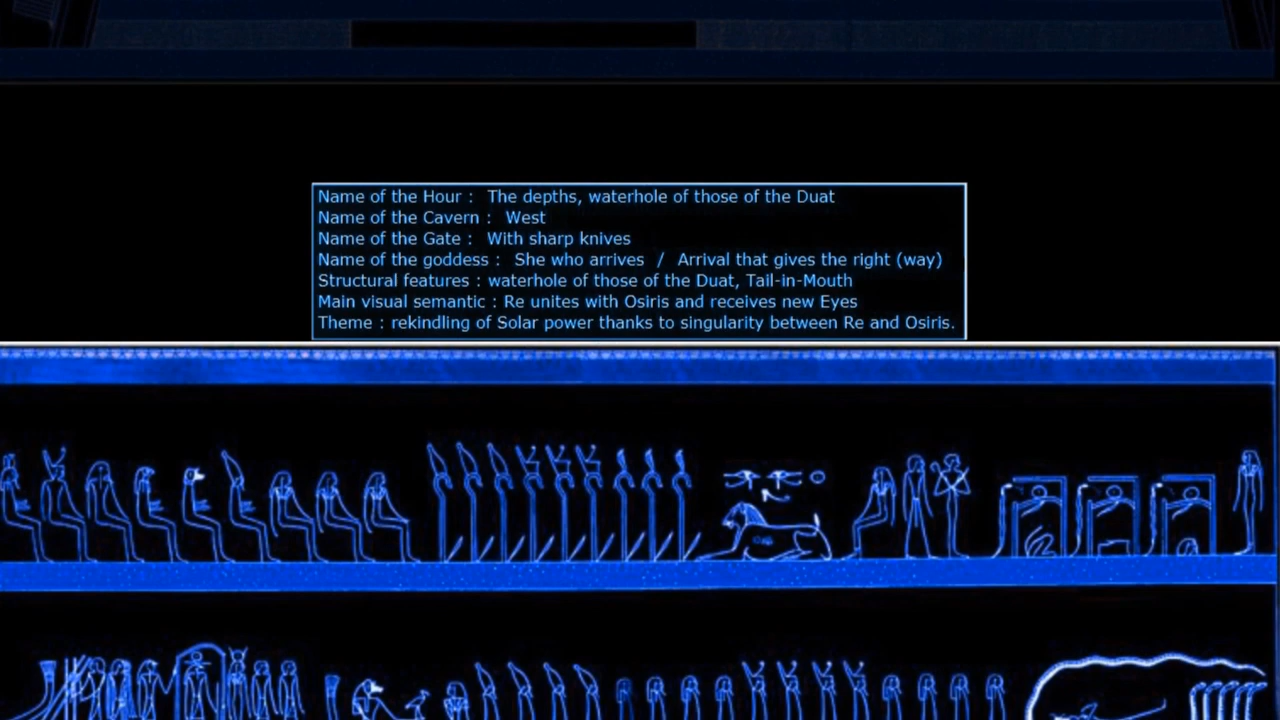 Name of the Hour : The depths, waterhole of those of the Duat
Name of the Cavern : West
Name of the Gate : With sharp knives
Name of the goddess : She who arrives / Arrival that gives the right (way)
Structural features : waterhole of those of the Duat, Tail-in-Mouth
Main visual semantic : Re unites with Osiris and receives new Eyes
Theme : rekindling of Solar power thanks to singularity between Re and Osiris.